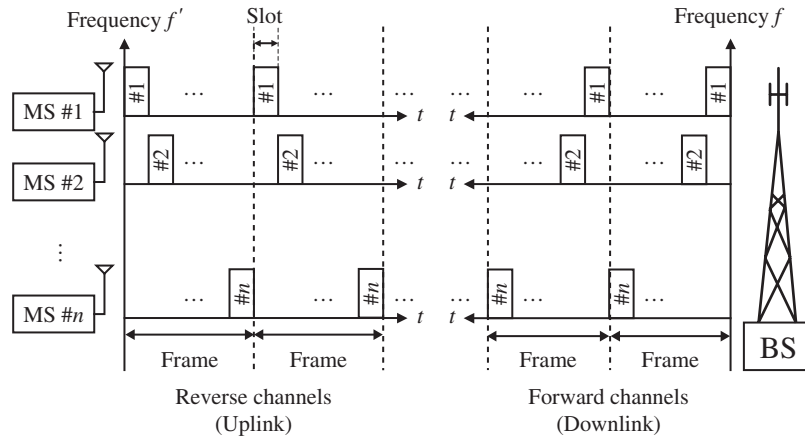 Frequency f′
Slot
Frequency f
MS #1
#1
…
#1
…
…
…
t
t
…
#1
…
#1
MS #2
#2
…
#2
…
t
t
…
#2
…
#2
⋮
MS #n
…
#n
…
#n
…
…
t
t
#n
…
#n
…
BS
Frame
Frame
Frame
Frame
Reverse channels
(Uplink)
Forward channels
(Downlink)